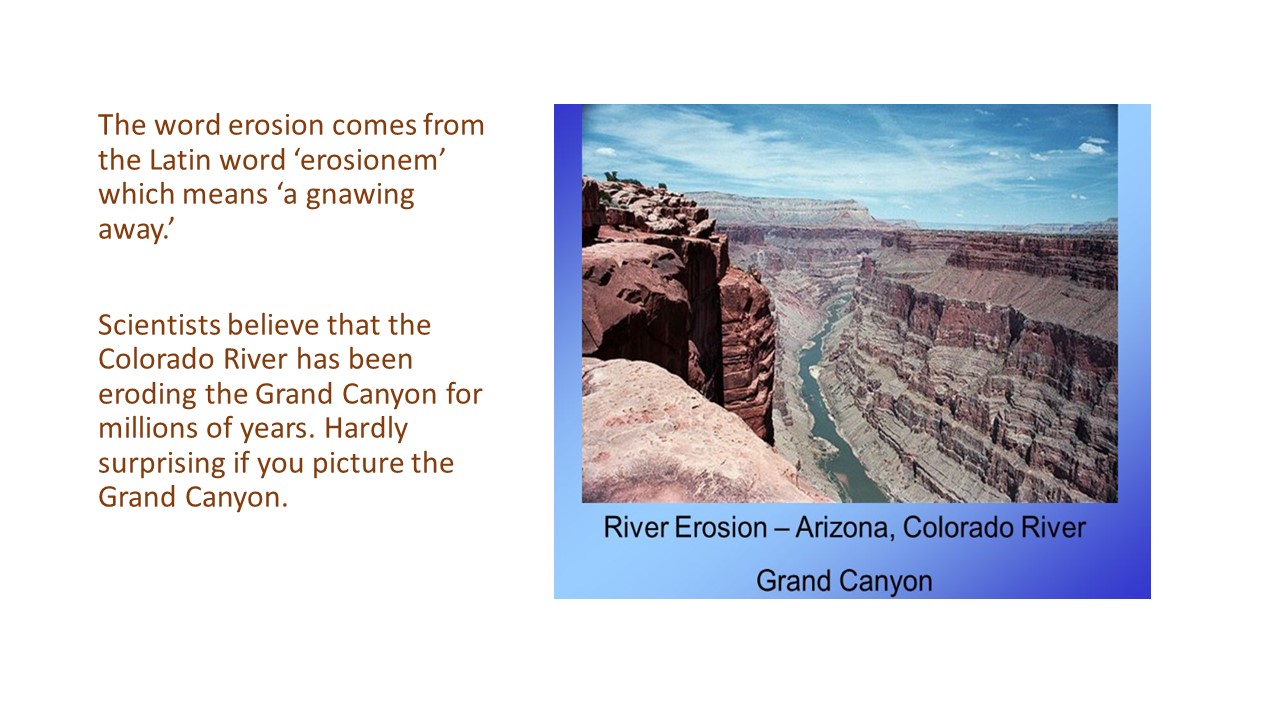 The word erosion comes from
the Latin word ‘erosionem’
which means ‘a gnawing
away.’
Scientists believe that the
Colorado River has been
eroding the Grand Canyon for
millions of years. Hardly
surprising if you picture the
Grand Canyon.
River Erosion – Arizona, Colorado River
Grand Canyon